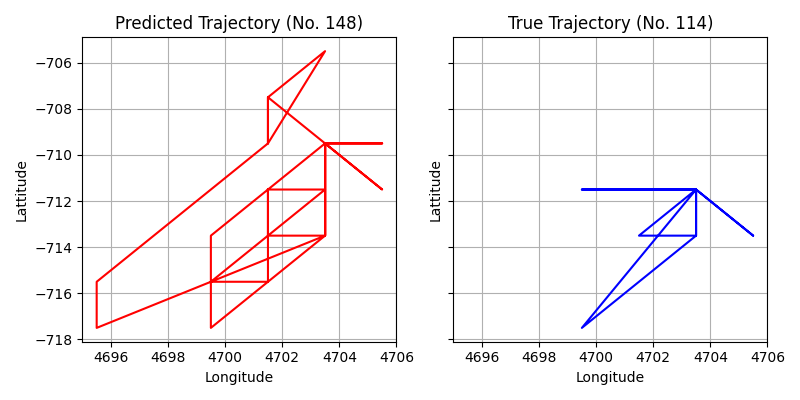 Predicted Trajectory (No. 148)
Lattitude
−706
−708
−710
−712
−714
−716
−718
4696 4698 4700 4702 4704 4706
Longitude
True Trajectory (No. 114)
Lattitude
4696 4698 4700 4702 4704 4706
Longitude